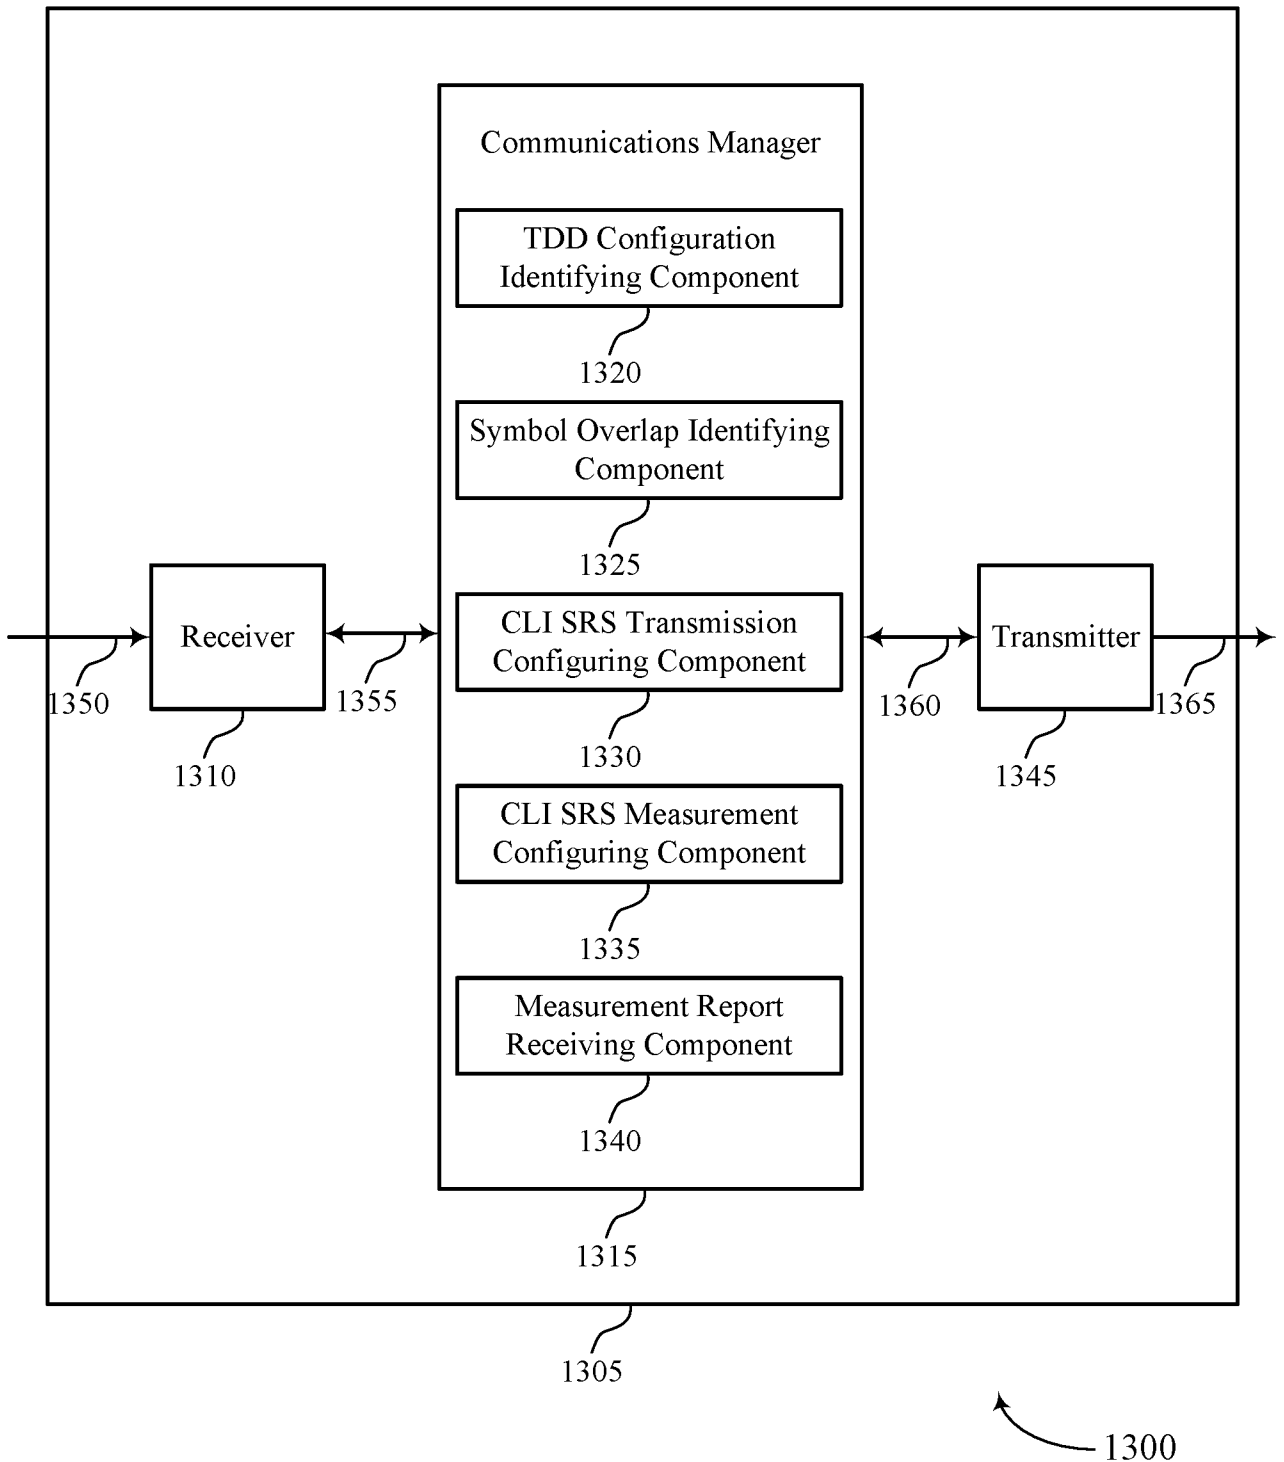 Communications Manager
TDD Configuration
Identifying Component
1320
Symbol Overlap Identifying
Component
1325
CLI SRS Transmission
Configuring Component
1330
Receiver
1350
1355
1310
Transmitter
1360
1365
1345
CLI SRS Measurement
Configuring Component
1335
Measurement Report
Receiving Component
1340
1315
1305
1300